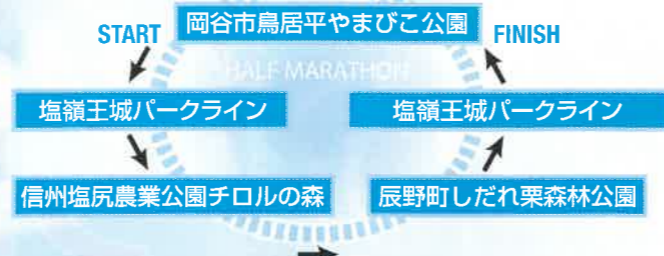 岡谷市鳥居平やまびこ公園
START
FINISH
HALF MARATHON
塩嶺王城パークライン
塩嶺王城パークライン
信州塩尻農業公園チロルの森
辰野町しだれ栗森林公園